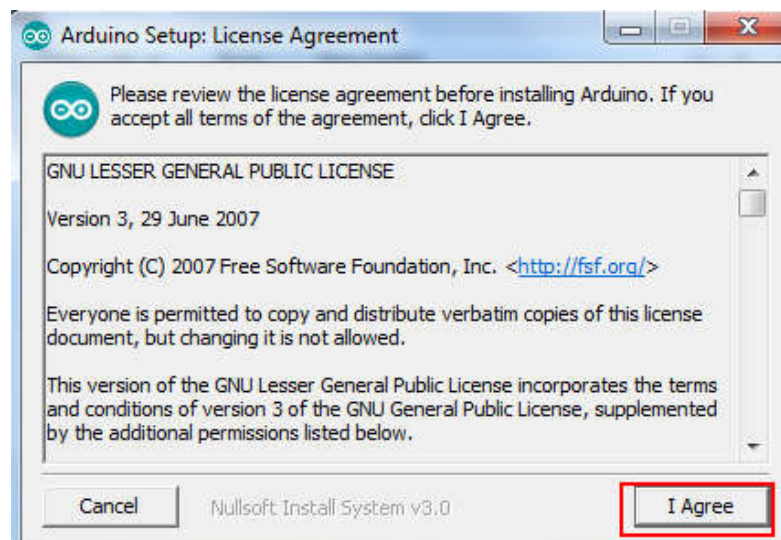 Arduino Setup: License Agreement
Please review the license agreement before installing Arduino. If you
accept all terms of the agreement, click I Agree.
GNU LESSER GENERAL PUBLIC LICENSE
Version 3, 29 June 2007
Copyright (C) 2007 Free Software Foundation, Inc. <http://fsf.org/>
Everyone is permitted to copy and distribute verbatim copies of this license
document, but changing it is not allowed.
This version of the GNU Lesser General Public License incorporates the terms
and conditions of version 3 of the GNU General Public License, supplemented
by the additional permissions listed below.
Cancel
Nullsoft Install System v3.0
I Agree